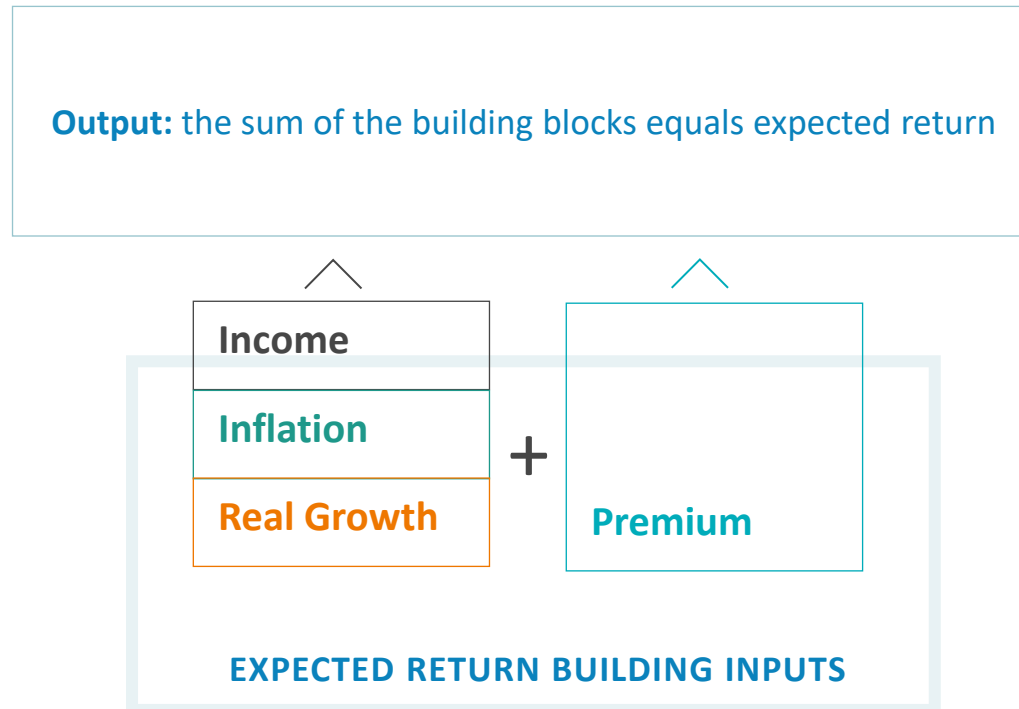 Output: the sum of the building blocks equals expected return
Income
Inflation
Real Growth
+
Premium
EXPECTED RETURN BUILDING INPUTS